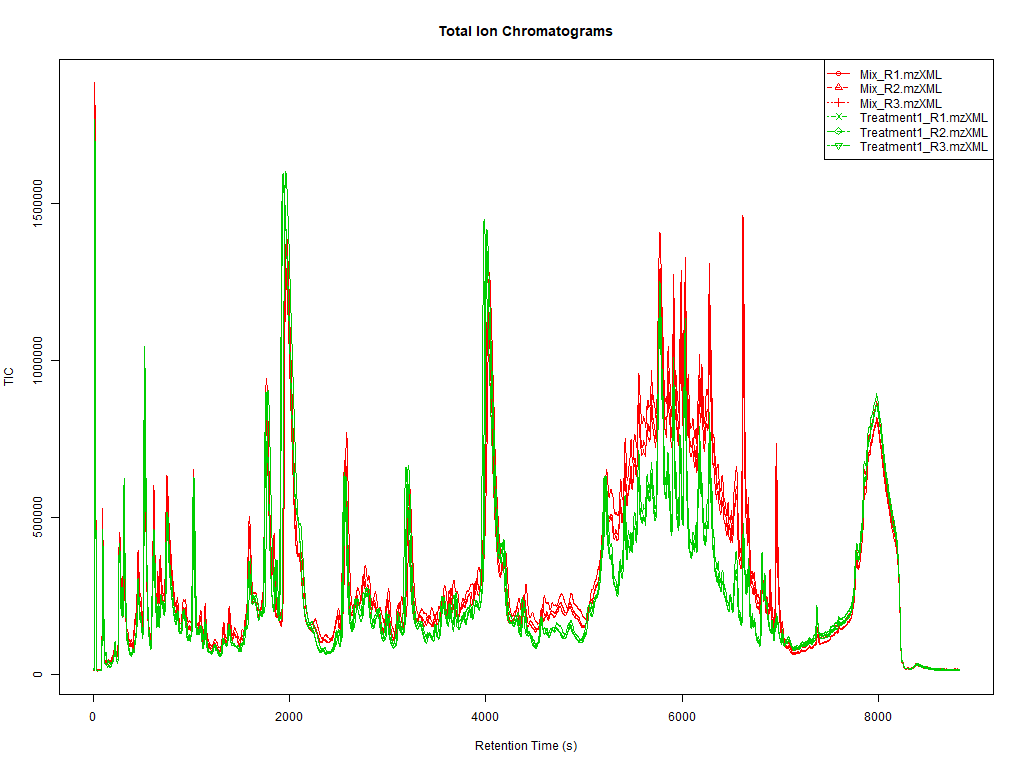 Total Ion Chromatograms
Mix_R1.mzXML
Mix_R2.mzXML
Mix_R3.mzXML
Treatment1_R1.mzXML
Treatment1_R2.mzXML
Treatment1_R3.mzXML
TIC
1500000
1000000
500000
0
0 2000 4000 6000 8000
Retention Time (s)